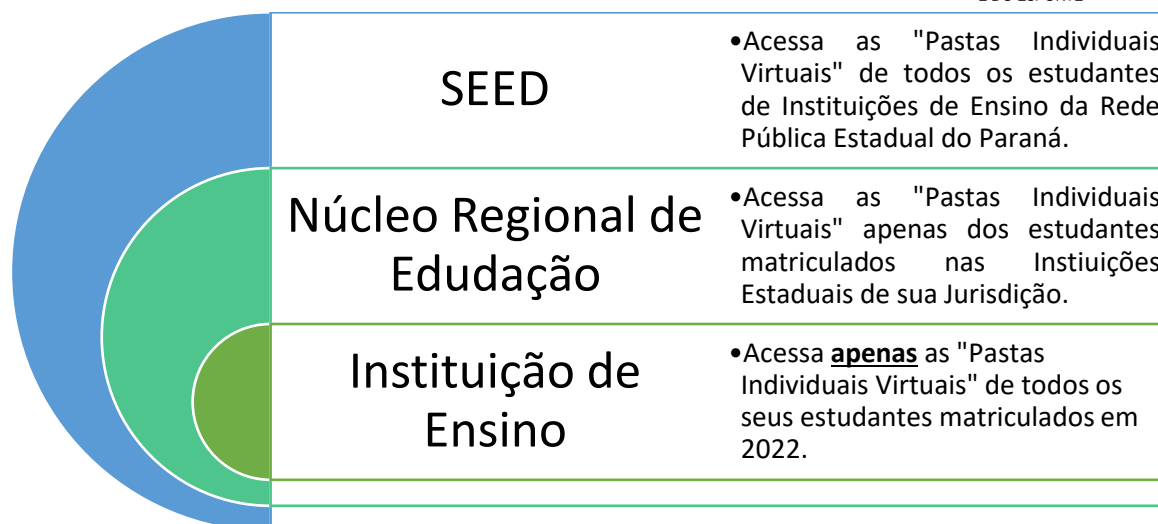 SEED
•Acessa as "Pastas Individuais
Virtuais" de todos os estudantes
de Instituições de Ensino da Rede
Pública Estadual do Paraná.
Núcleo Regional de
Edudação
•Acessa as "Pastas Individuais
Virtuais" apenas dos estudantes
matriculados nas Instiuições
Estaduais de sua Jurisdição.
Instituição de
Ensino
•Acessa apenas as "Pastas
Individuais Virtuais" de todos os
seus estudantes matriculados em
2022.